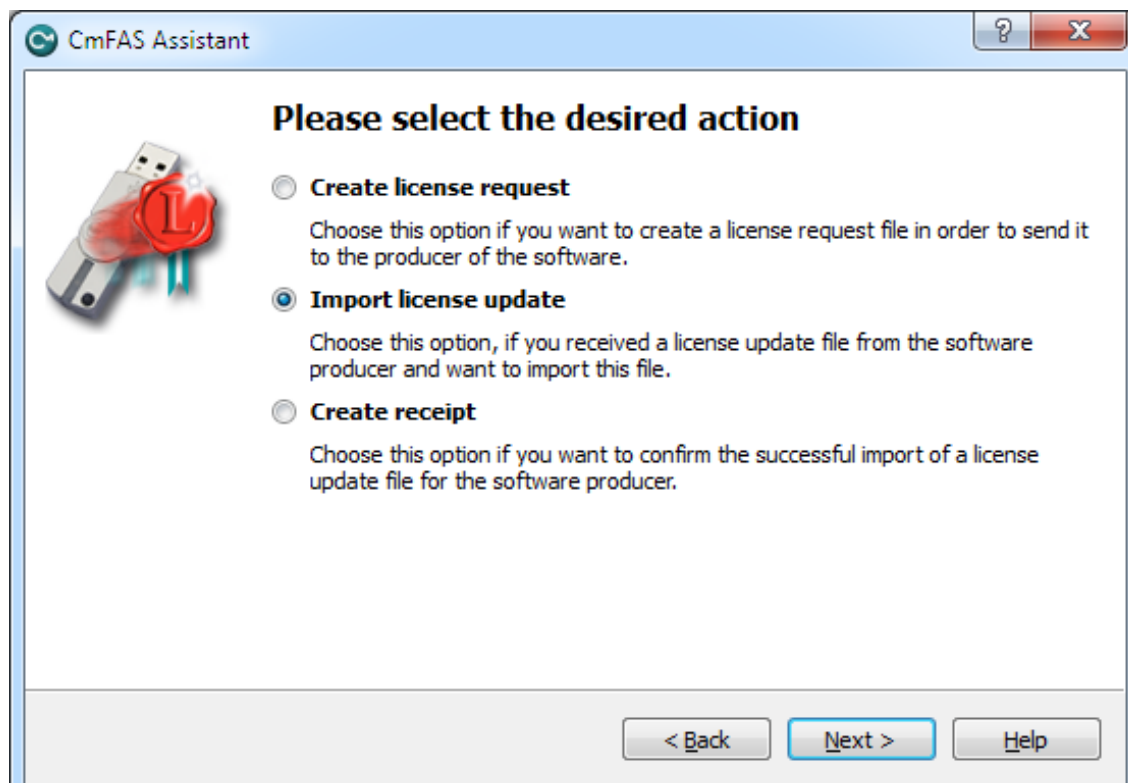 CmFAS Assistant
Please select the desired action
Create license request
Choose this option if you want to create a license request file in order to send it
to the producer of the software.
Import license update
Choose this option, if you received a license update file from the software
producer and want to import this file.
Create receipt
Choose this option if you want to confirm the successful import of a license
update file for the software producer.
< Back Next > Help